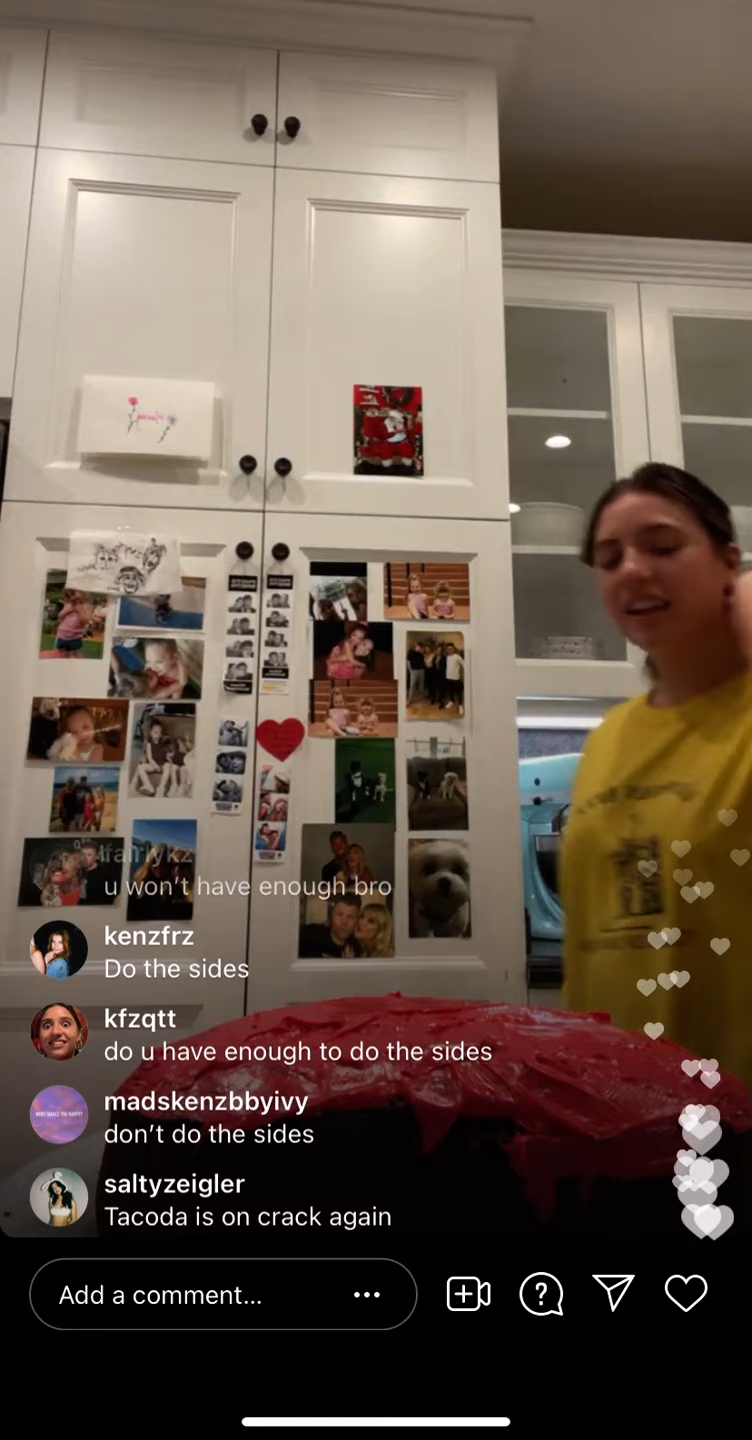 u won't have enough bro
kenzfrz
Do the sides
kfzqtt
do u have enough to do the sides
madskenzbbyivy
don't do the sides
saltyzeigler
Tacoda is on crack again
Add a comment...